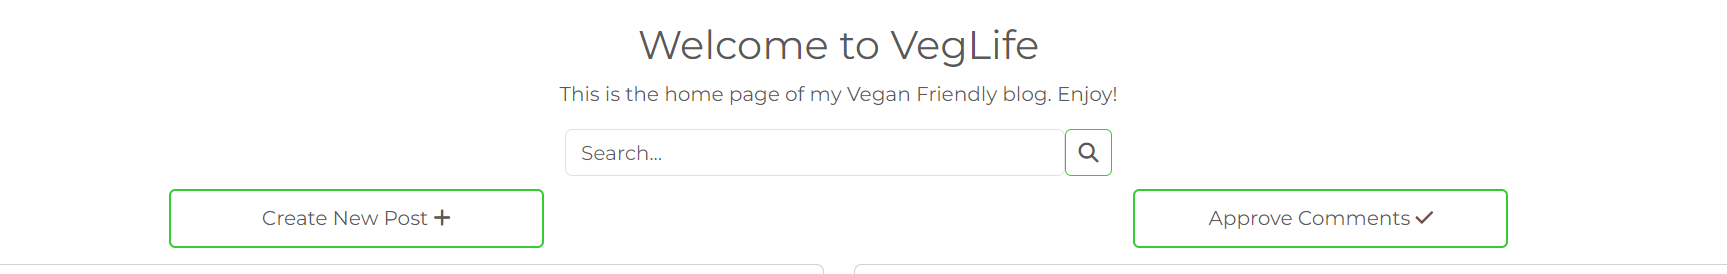 Welcome to VegLife
This is the home page of my Vegan Friendly blog. Enjoy!
Search...
Create New Post
Approve Comments